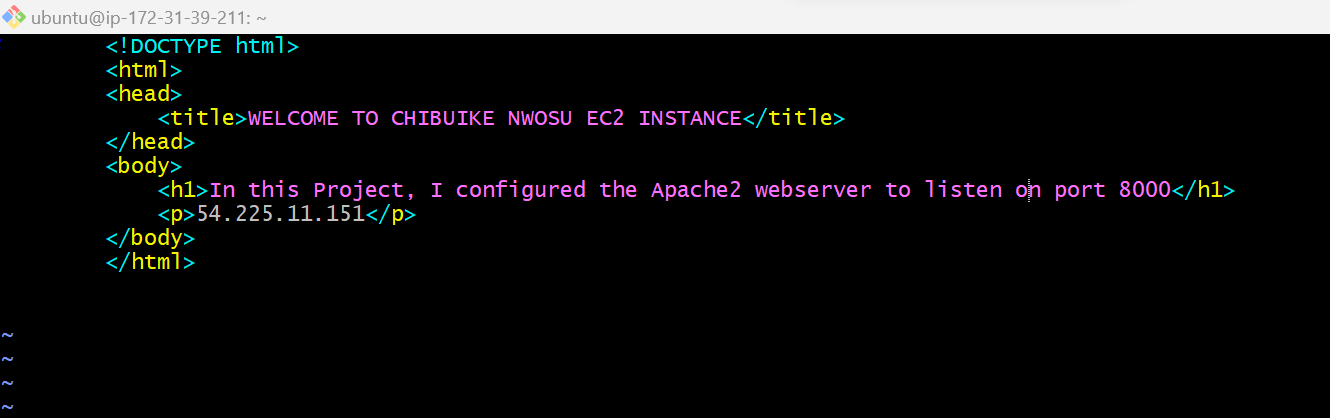 ubuntu@ip-172-31-39-211: ~
<!DOCTYPE html>
<html>
<head>
<title>WELCOME TO CHIBUIKE NWOSU EC2 INSTANCE</title>
</head>
<body>
<h1>In this Project, I configured the Apache2 webserver to listen on port 8000</h1>
<p>54.225.11.151</p>
</body>
</html>
~
~
~
~